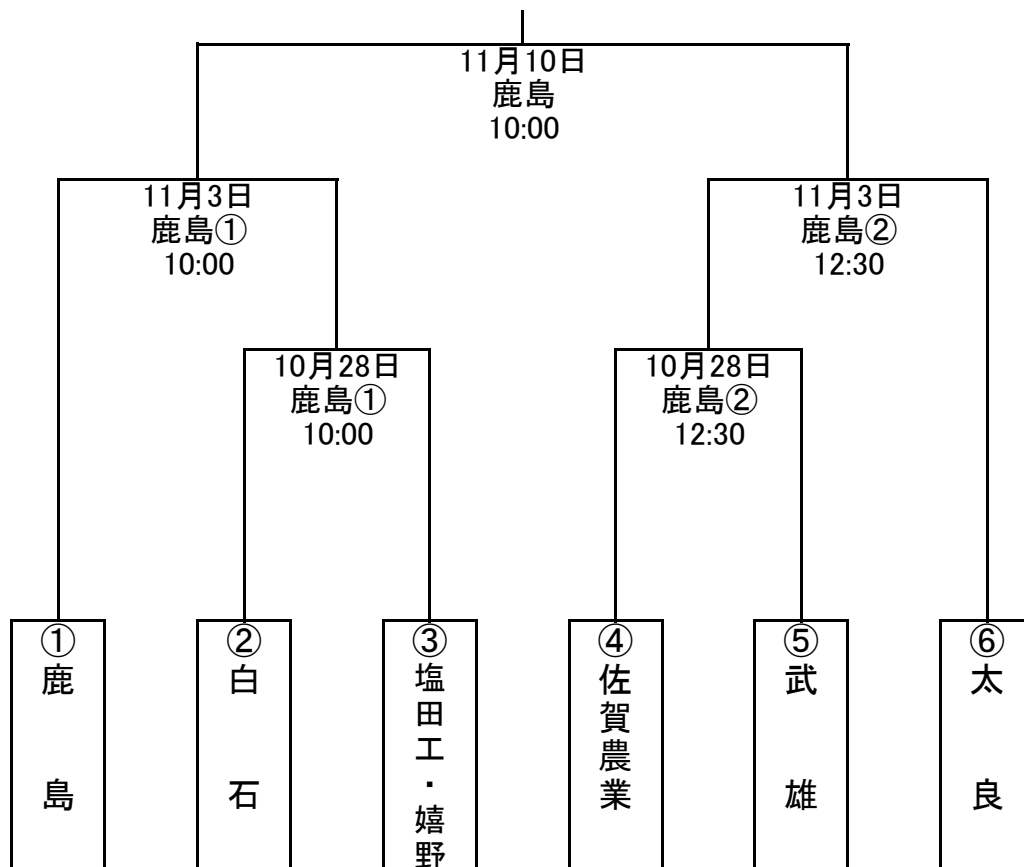 11月10日
鹿島
10:00
11月3日
鹿島①
10:00
11月3日
鹿島②
12:30
10月28日
鹿島①
10:00
10月28日
鹿島②
12:30
①
鹿島
②
白石
③
塩田工・嬉野
④
佐賀農業
⑤
武雄
⑥
太良